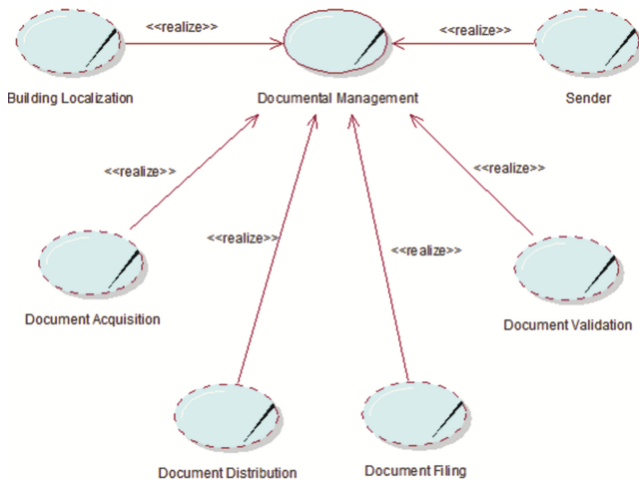 <<realize>>
<<realize>>
Building Localization
Documental Management
Sender
<<realize>>
<<realize>>
<<realize>>
<<realize>>
Document Acquisition
Document Validation
Document Distribution
Document Filing